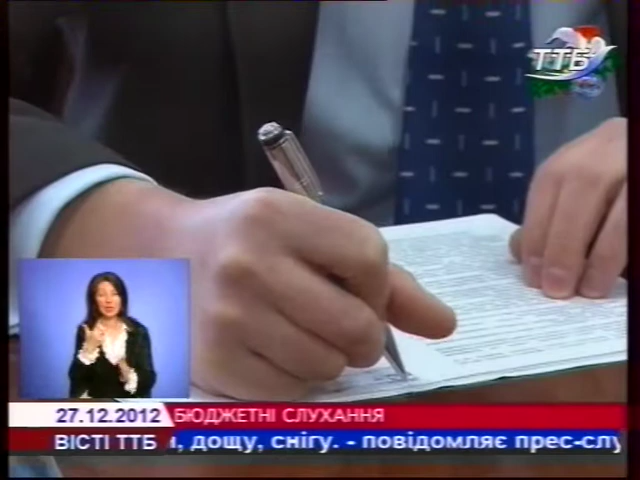 ТТБ
27.12.2012 БЮДЖЕТНІ СЛУХАННЯ
ВІСТІ ТТБ и, дощу, снігу. - повідомляє прес-слу